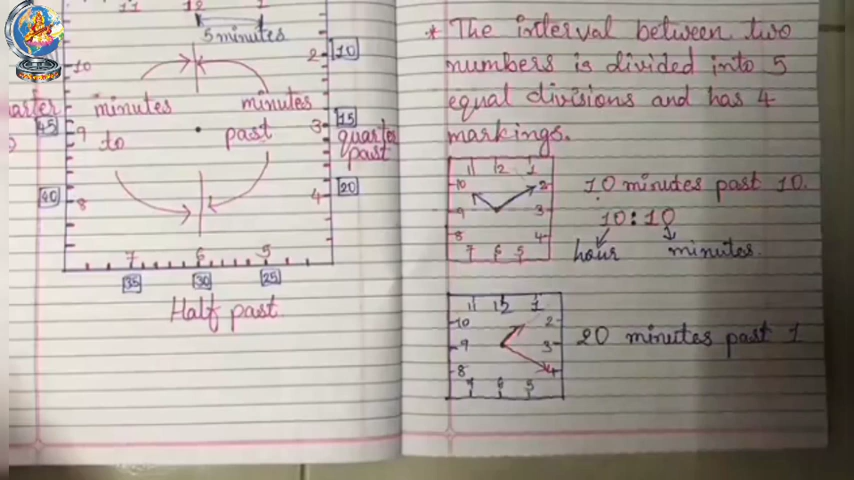 11 12 1
5 minutes
10 2 10
minutes minutes
45 9 to past 3 15
quarter
past
40 8 4 20
7 6 5
35 30 25
Half past
* The interval between two
numbers is divided into 5
equal divisions and has 4
markings.
11 12 1
10 2
9 3
8 4
7 6 5
10 minutes past 10.
10:10
hour minutes.
11 12 1
10 2
9 3
8 4
7 6 5
20 minutes past 1